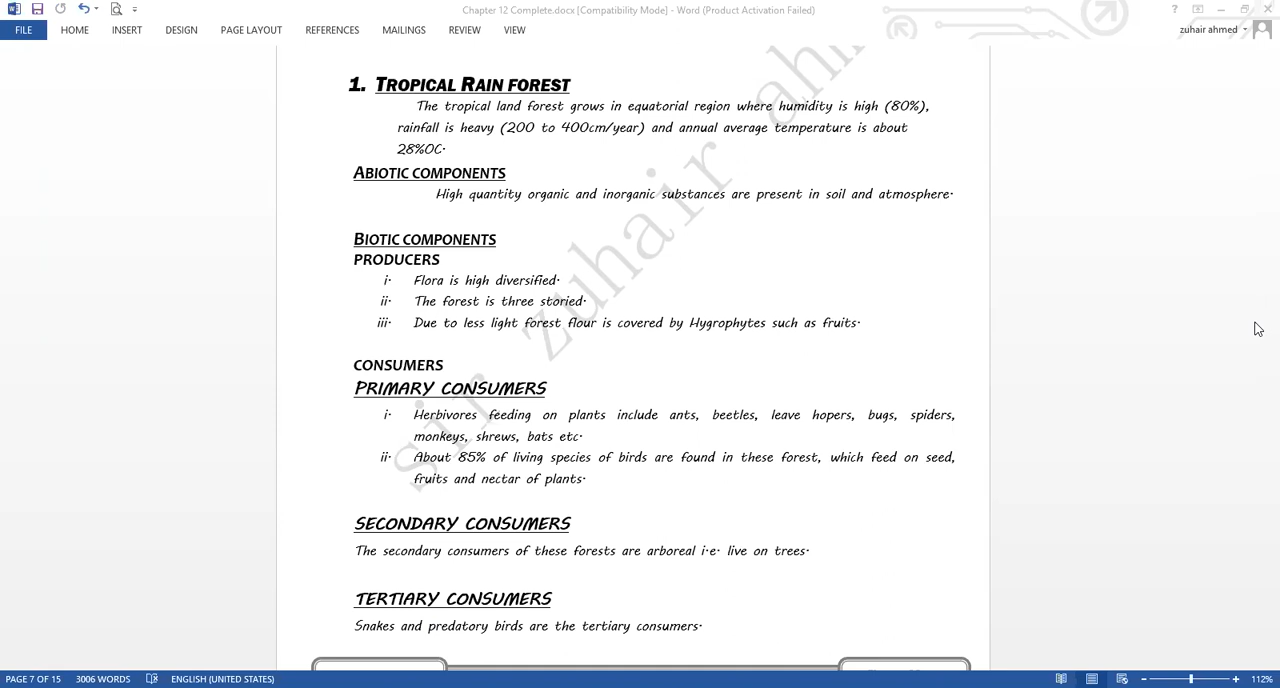 Chapter 12 Complete.docx [Compatibility Mode] - Word (Product Activation Failed)
FILE HOME INSERT DESIGN PAGE LAYOUT REFERENCES MAILINGS REVIEW VIEW zuhair ahmed
1. TROPICAL RAIN FOREST
The tropical land forest grows in equatorial region where humidity is high (80%),
rainfall is heavy (200 to 400cm/year) and annual average temperature is about
28%OC.
ABIOTIC COMPONENTS
High quantity organic and inorganic substances are present in soil and atmosphere.
BIOTIC COMPONENTS
PRODUCERS
i. Flora is high diversified.
ii. The forest is three storied.
iii. Due to less light forest flour is covered by Hygrophytes such as fruits.
CONSUMERS
PRIMARY CONSUMERS
i. Herbivores feeding on plants include ants, beetles, leave hopers, bugs, spiders,
monkeys, shrews, bats etc.
ii. About 85% of living species of birds are found in these forest, which feed on seed,
fruits and nectar of plants.
SECONDARY CONSUMERS
The secondary consumers of these forests are arboreal i.e. live on trees.
TERTIARY CONSUMERS
Snakes and predatory birds are the tertiary consumers.
sir zuhair ahm
PAGE 7 OF 15 3006 WORDS ENGLISH (UNITED STATES) 112%